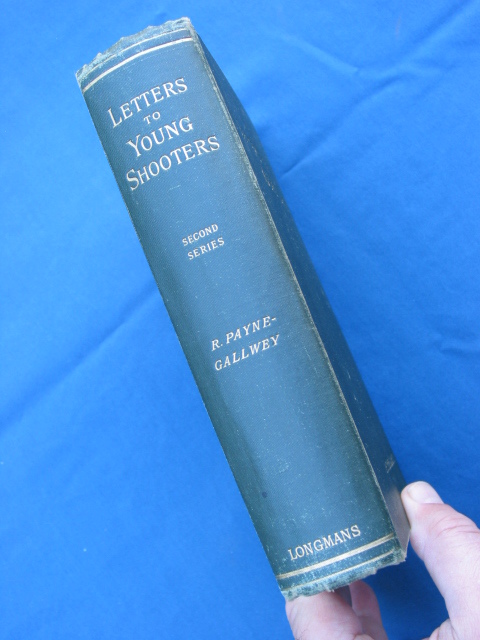 LETTERS
TO
YOUNG
SHOOTERS
SECOND
SERIES
R. PAYNE-
GALLWEY
LONGMANS